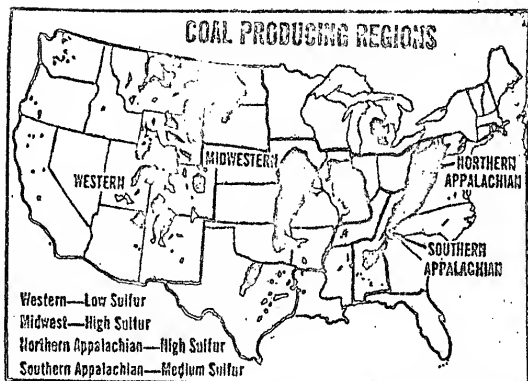 COAL PRODUCING REGIONS
MIDWESTERN
WESTERN
NORTHERN
APPALACHIAN
SOUTHERN
APPALACHIAN
Western—Low Sulfur
Midwest—High Sulfur
Northern Appalachian—High Sulfur
Southern Appalachian—Medium Sulfur